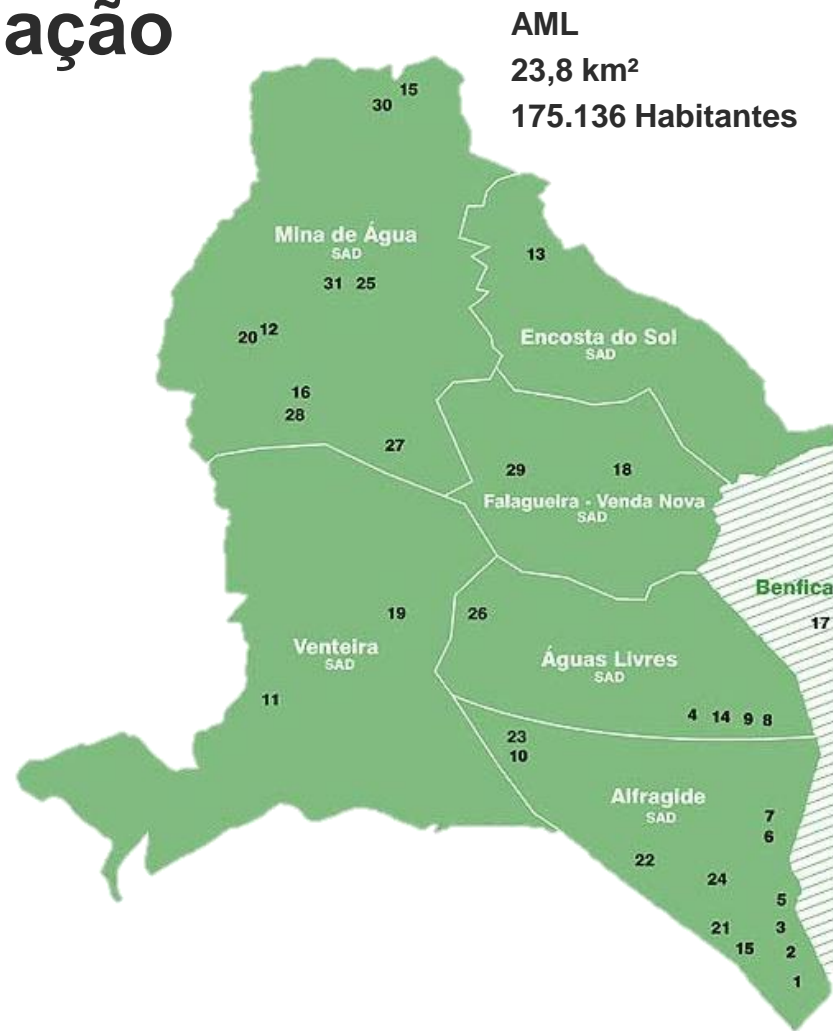 ação
AML
23,8 km²
175.136 Habitantes
15
30
Mina de Água
SAD
13
31 25
20 12
Encosta do Sol
SAD
16
28
27
29 18
Falagueira - Venda Nova
SAD
Benfica
17
19 26
Venteira
SAD
Águas Livres
SAD
11
4 14 9 8
23
10
Alfragide
SAD
7
6
22
24
5
21 3
15 2
1